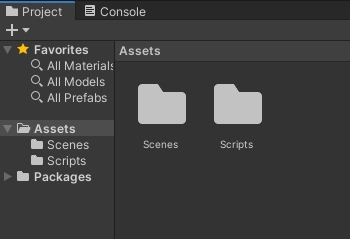 Project
Console
Favorites
All Materials
All Models
All Prefabs
Assets
Scenes
Scripts
Packages
Assets
Scenes
Scripts